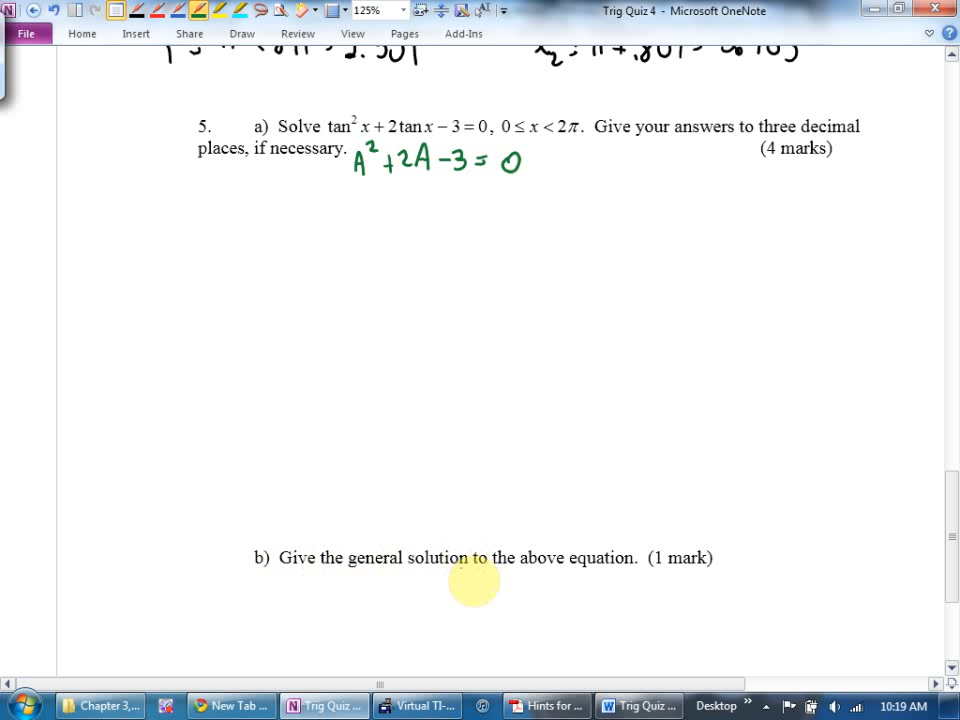 125%
Trig Quiz 4 - Microsoft OneNote
File Home Insert Share Draw Review View Pages Add-Ins
5. a) Solve tan² x + 2 tan x − 3 = 0, 0 ≤ x < 2π. Give your answers to three decimal
places, if necessary. (4 marks)
A² + 2A - 3 = 0
b) Give the general solution to the above equation. (1 mark)
Chapter 3,... New Tab ... Trig Quiz ... Virtual TI-... Hints for ... Trig Quiz ... Desktop 10:19 AM